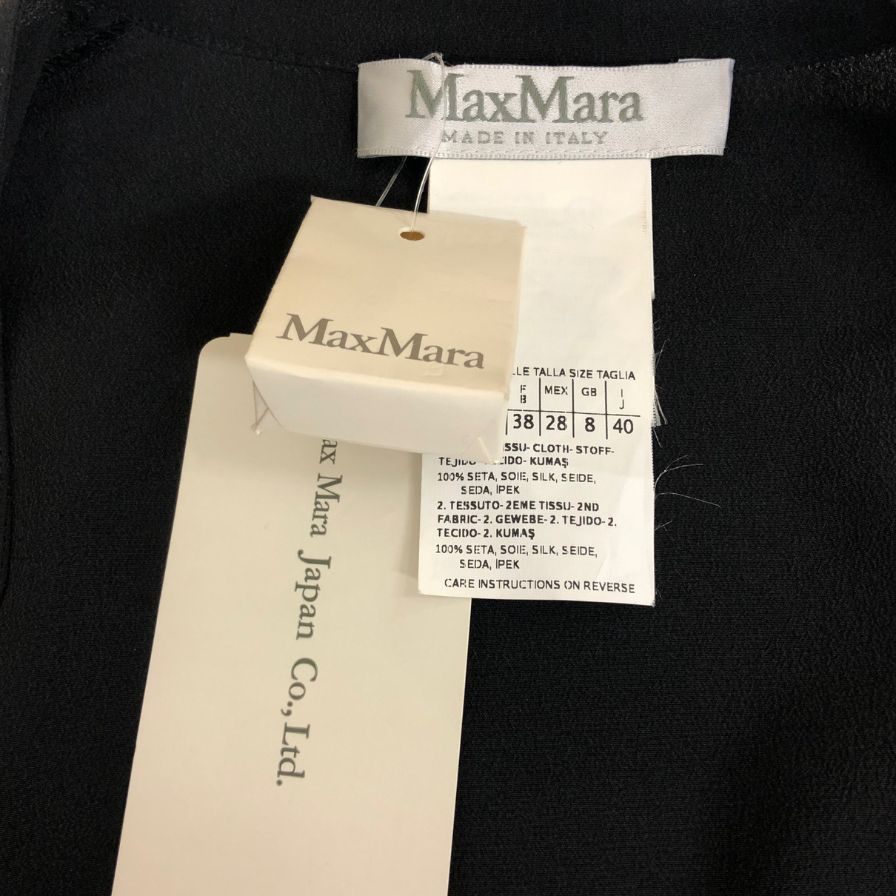 MaxMara
MADE IN ITALY
MaxMara
LLE TALLA SIZE TAGLIA
F B MEX GB I J
38 28 8 40
SSU- CLOTH- STOFF-
TEJIDO- KUMAŞ
100% SETA, SOIE, SILK, SEIDE,
SEDA, İPEK
2. TESSUTO- 2EME TISSU- 2ND
FABRIC- 2. GEWEBE- 2. TEJIDO- 2.
TECIDO- 2. KUMAŞ
100% SETA, SOIE, SILK, SEIDE,
SEDA, İPEK
CARE INSTRUCTIONS ON REVERSE
ax Mara Japan Co., Ltd.